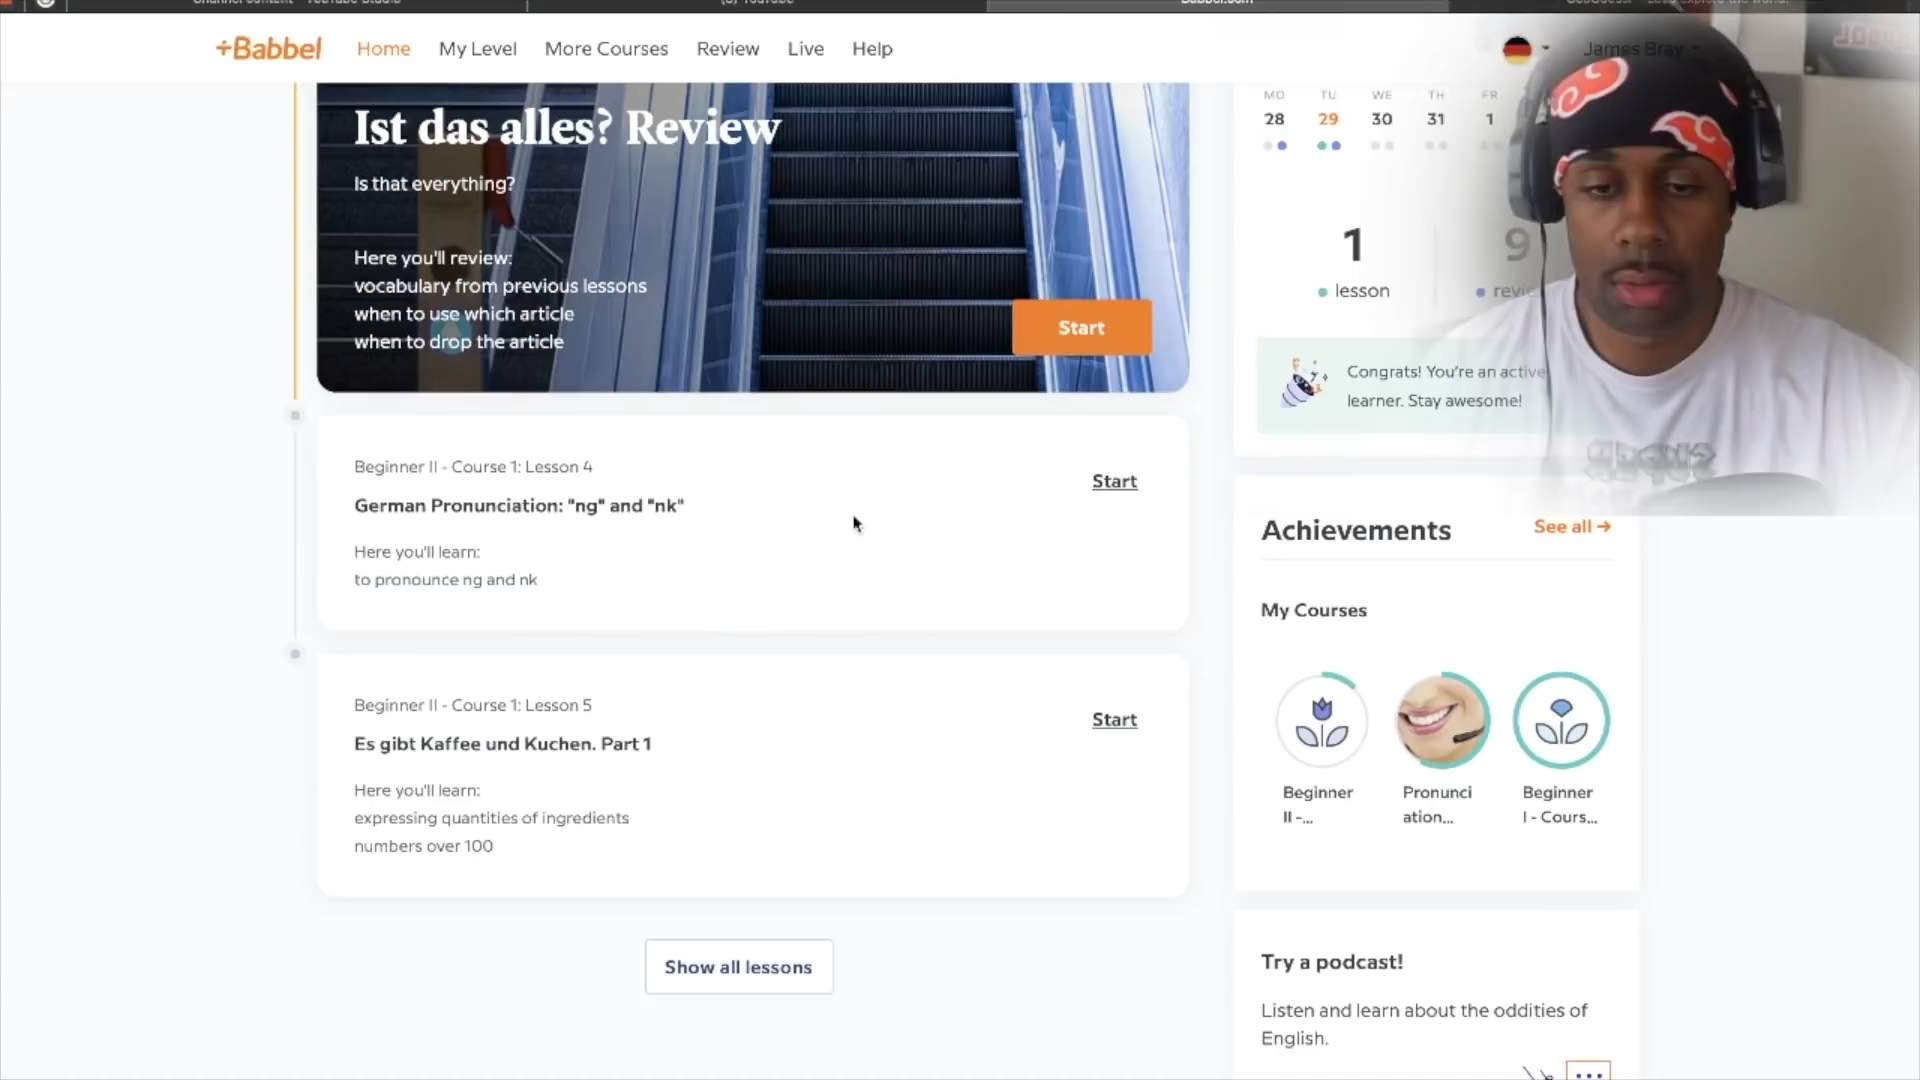 Babbel.com
+Babbel
Home
My Level
More Courses
Review
Live
Help
James Bray
Ist das alles? Review
Is that everything?
Here you'll review:
vocabulary from previous lessons
when to use which article
when to drop the article
Start
Beginner II - Course 1: Lesson 4
German Pronunciation: "ng" and "nk"
Here you'll learn:
to pronounce ng and nk
Start
Beginner II - Course 1: Lesson 5
Es gibt Kaffee und Kuchen. Part 1
Here you'll learn:
expressing quantities of ingredients
numbers over 100
Start
Show all lessons
MO TU WE TH FR
28 29 30 31 1
1
lesson
9
Congrats! You're an active
learner. Stay awesome!
Achievements
See all →
My Courses
Beginner
II -...
Pronunci
ation...
Beginner
I - Cours...
Try a podcast!
Listen and learn about the oddities of
English.